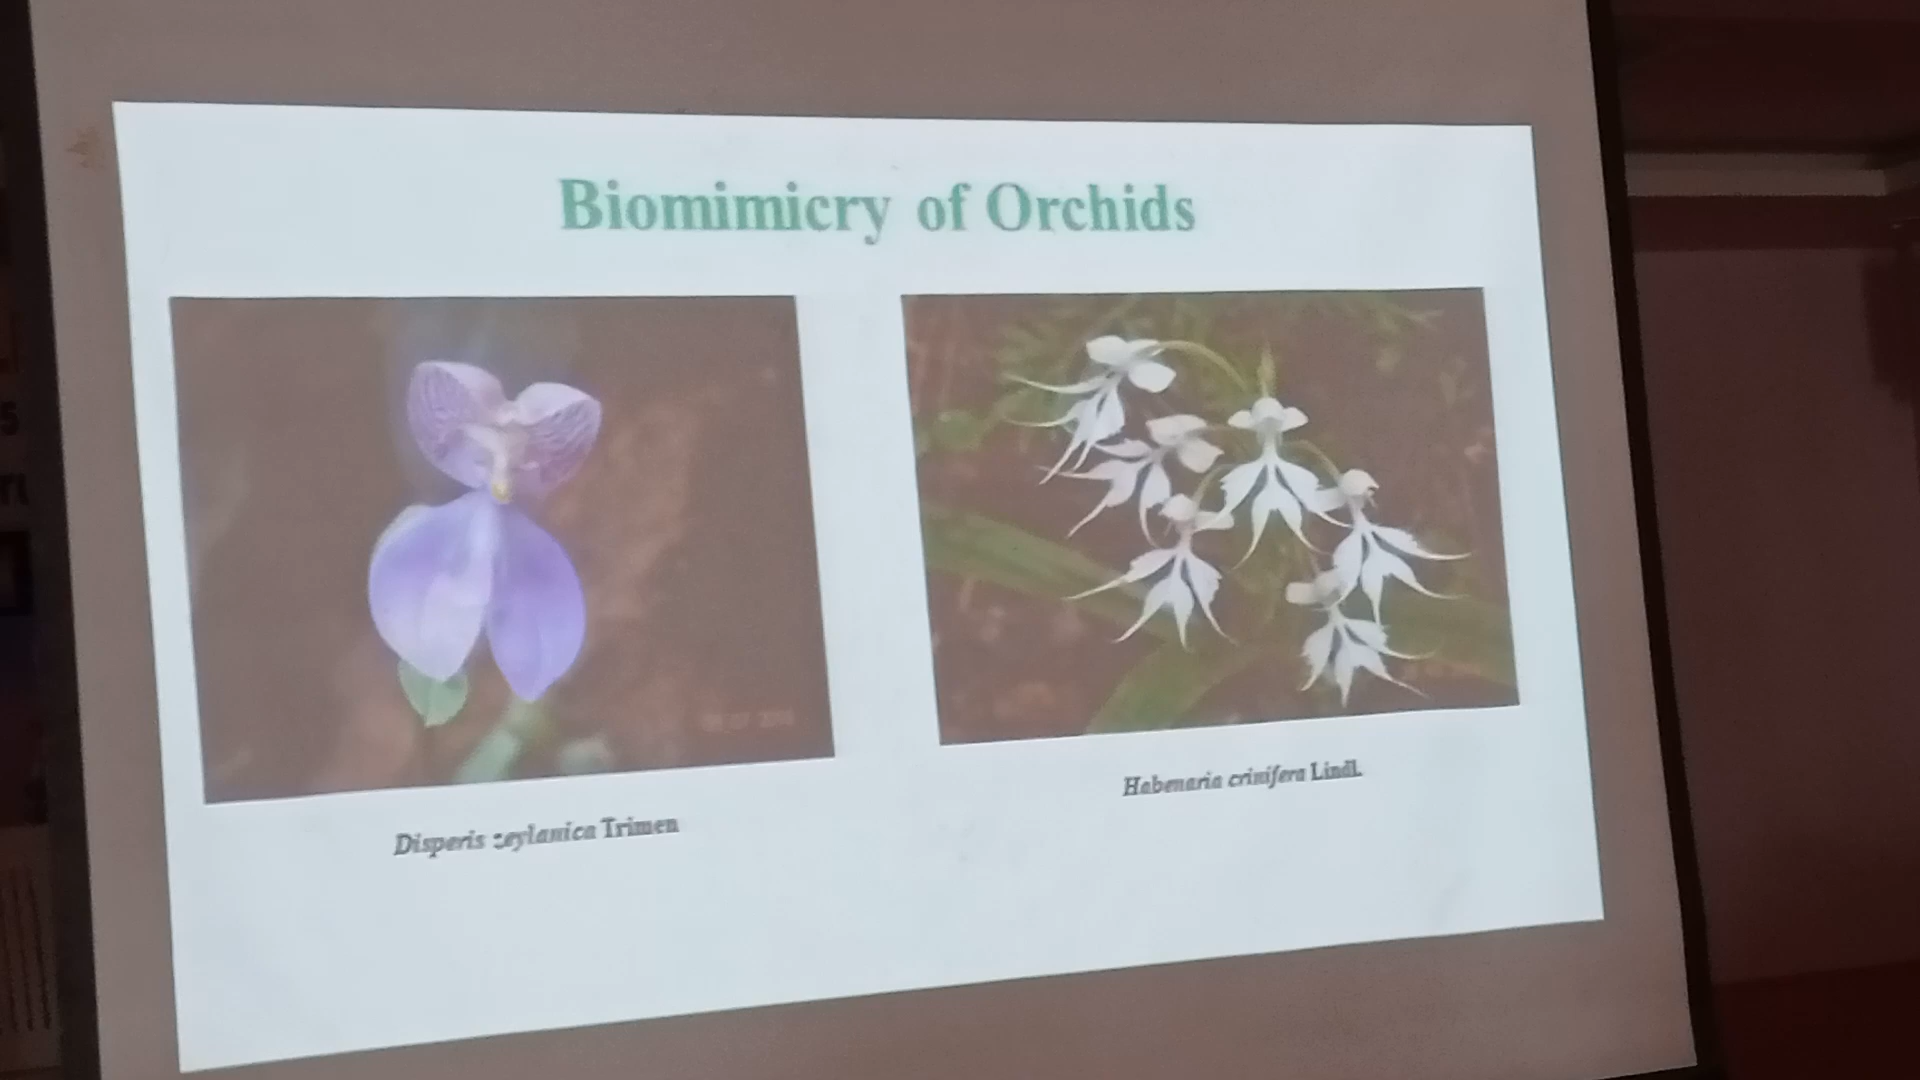 Biomimicry of Orchids
Disperis zeylanica Trimen
Habenaria crinifera Lindl.